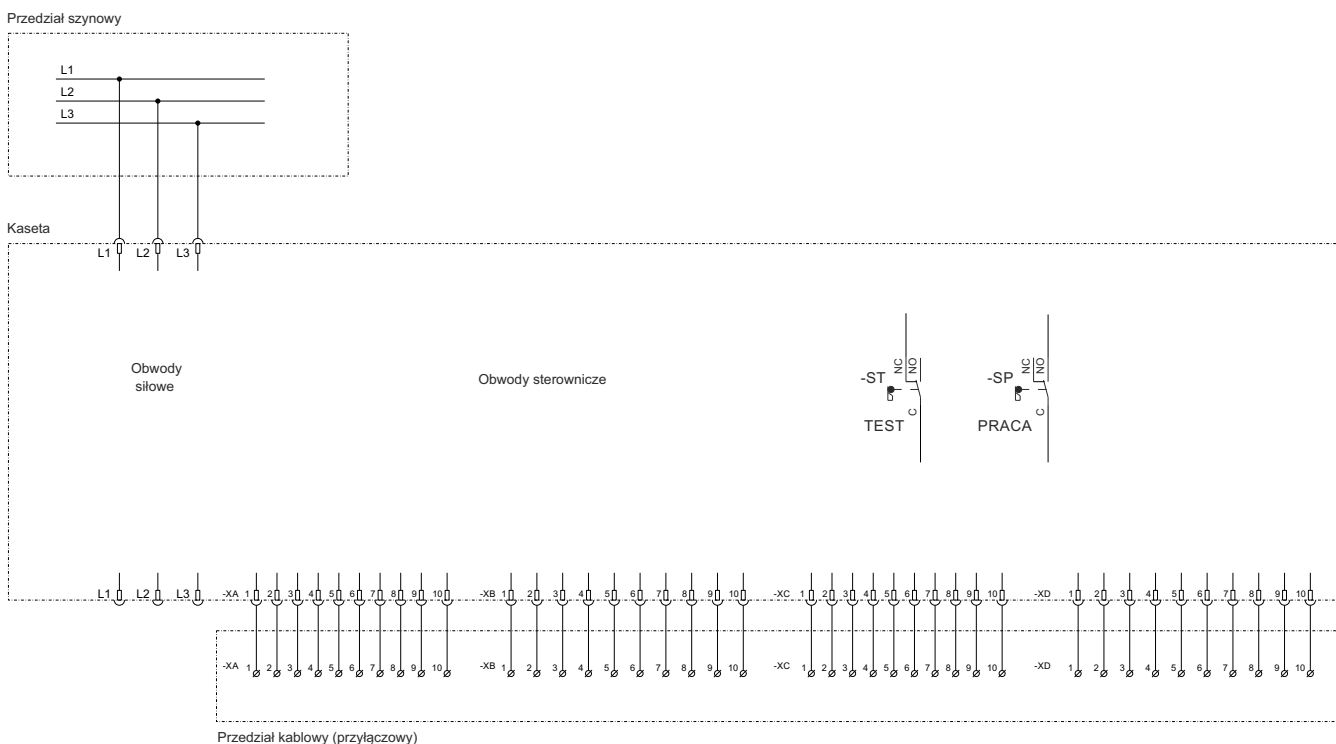 Przedział szynowy
L1
L2
L3
Kaseta
L1 L2 L3
Obwody
siłowe
Obwody sterownicze
NC NO
-ST
C
TEST
NC NO
-SP
C
PRACA
L1 L2 L3 -XA 1 2 3 4 5 6 7 8 9 10 -XB 1 2 3 4 5 6 7 8 9 10 -XC 1 2 3 4 5 6 7 8 9 10 -XD 1 2 3 4 5 6 7 8 9 10
-XA 1 2 3 4 5 6 7 8 9 10 -XB 1 2 3 4 5 6 7 8 9 10 -XC 1 2 3 4 5 6 7 8 9 10 -XD 1 2 3 4 5 6 7 8 9 10
Przedział kablowy (przyłączowy)